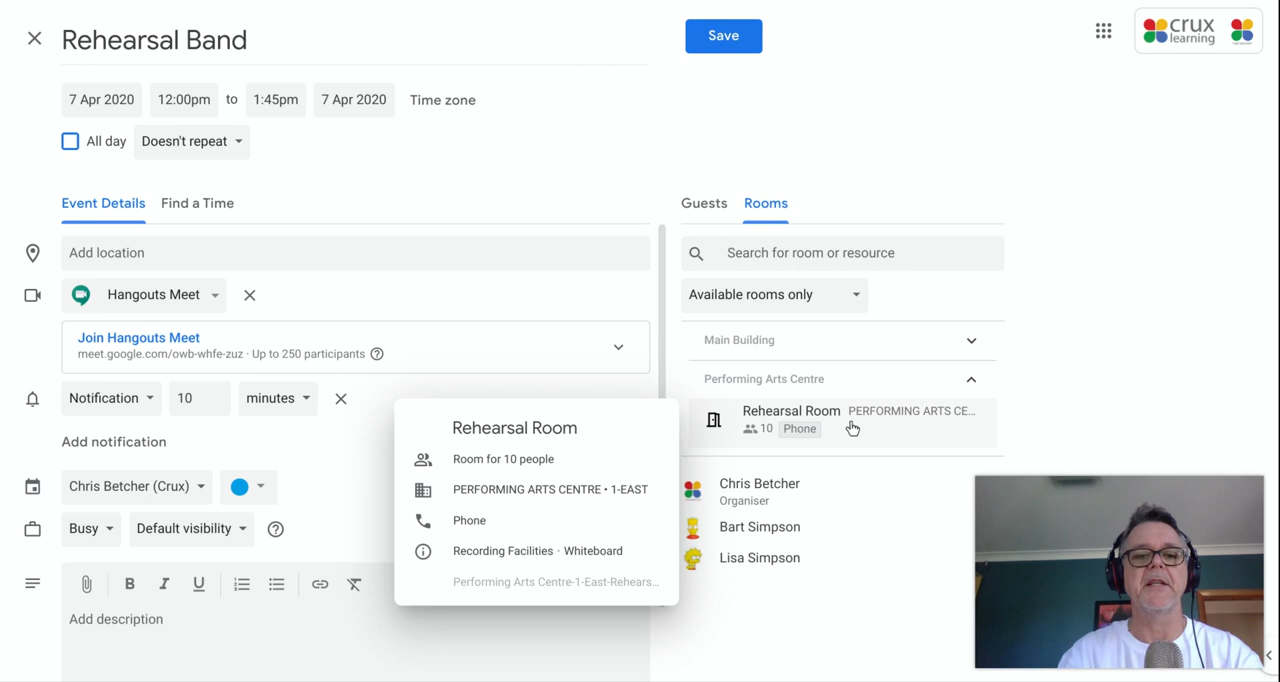 Rehearsal Band
Save
crux
learning
7 Apr 2020 12:00pm to 1:45pm 7 Apr 2020 Time zone
All day Doesn't repeat
Event Details Find a Time
Guests Rooms
Add location
Search for room or resource
Hangouts Meet
Available rooms only
Join Hangouts Meet
meet.google.com/owb-whfe-zuz · Up to 250 participants
Main Building
Performing Arts Centre
Notification 10 minutes
Rehearsal Room PERFORMING ARTS CE...
10 Phone
Add notification
Rehearsal Room
Room for 10 people
PERFORMING ARTS CENTRE • 1-EAST
Phone
Recording Facilities · Whiteboard
Performing Arts Centre-1-East-Rehears...
Chris Betcher (Crux)
Chris Betcher
Organiser
Busy Default visibility
Bart Simpson
Lisa Simpson
B I U
Add description